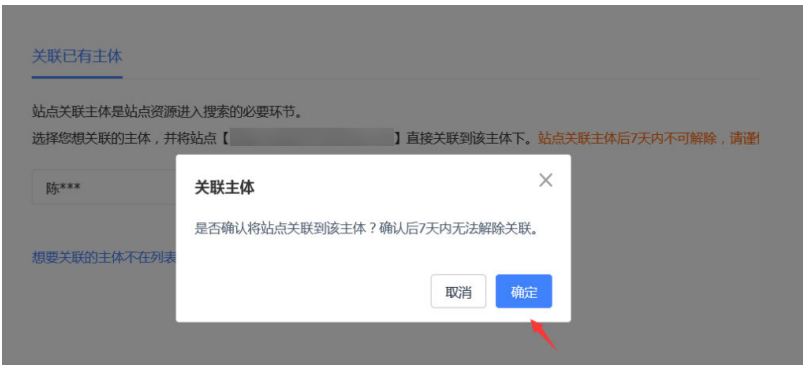 关联已有主体
站点关联主体是站点资源进入搜索的必要环节。
选择您想关联的主体，并将站点【 】直接关联到该主体下。站点关联主体后7天内不可解除，请谨
陈***
关联主体
是否确认将站点关联到该主体？确认后7天内无法解除关联。
想要关联的主体不在列表
取消 确定